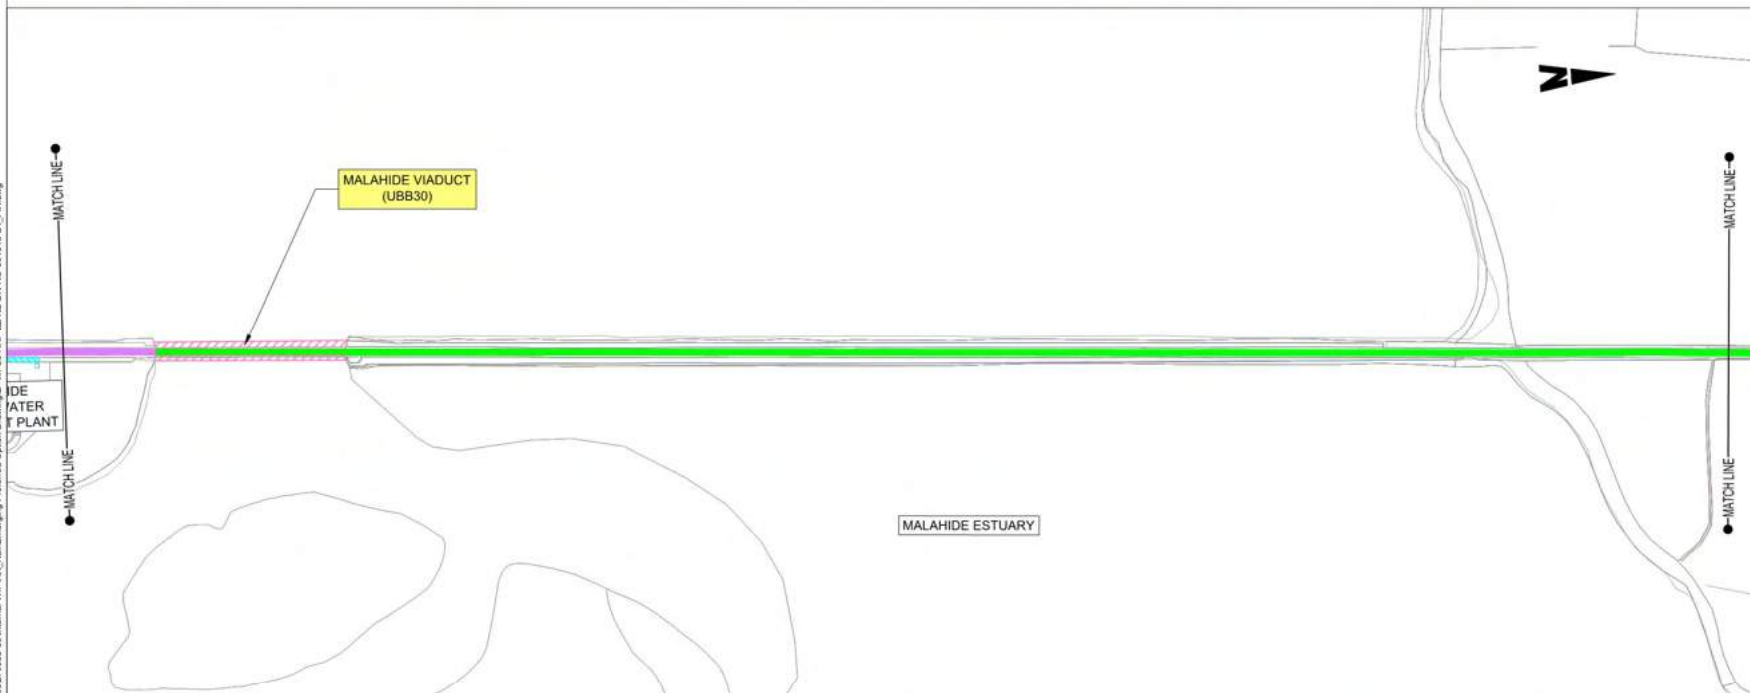 N
MATCH LINE
MALAHIDE VIADUCT
(UBB30)
MATCH LINE
IDE
ATER
T PLANT
MATCH LINE
MATCH LINE
MALAHIDE ESTUARY